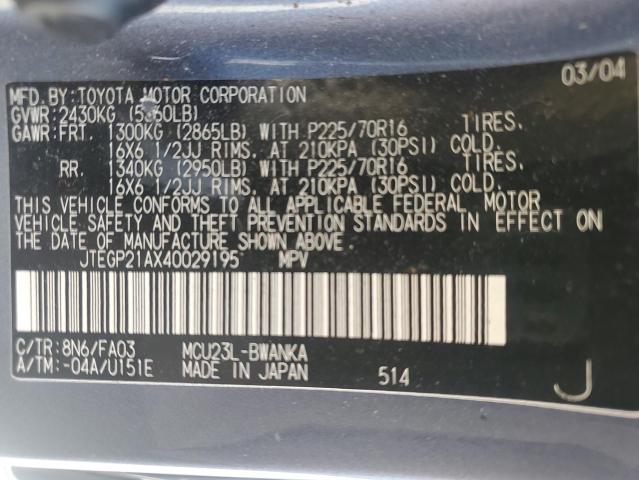 03/04
MFD.BY:TOYOTA MOTOR CORPORATION
GVWR:2430KG
GAWR:FRT. 1300KG (2865LB) WITH P225/70R16 TIRES.
16X6 1/2JJ RIMS, AT 210KPA (30PSI) COLD.
RR. 1340KG (2950LB) WITH P225/70R16 TIRES.
16X6 1/2JJ RIMS, AT 210KPA (30PSI) COLD.
THIS VEHICLE CONFORMS TO ALL APPLICABLE FEDERAL MOTOR
VEHICLE SAFETY AND THEFT PREVENTION STANDARDS IN EFFECT ON
THE DATE OF MANUFACTURE SHOWN ABOVE.
JTEGP21AX40029195 MPV
C/TR:8N6/FA03 MCU23L-BWANKA
A/TM:-04A/U151E MADE IN JAPAN 514 J